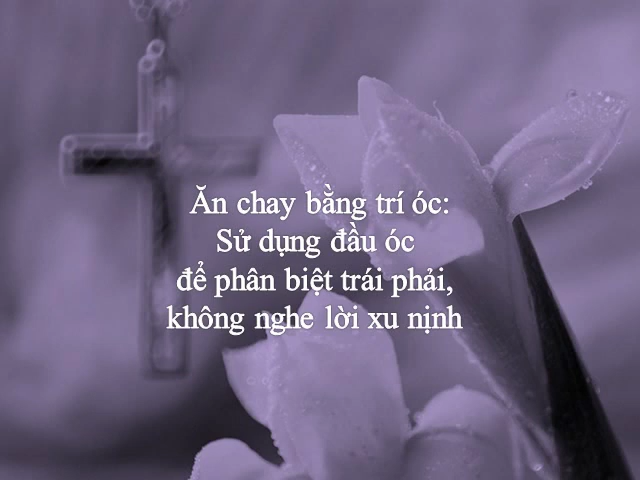 Ăn chay bằng trí óc:
Sử dụng đầu óc
để phân biệt trái phải,
không nghe lời xu nịnh